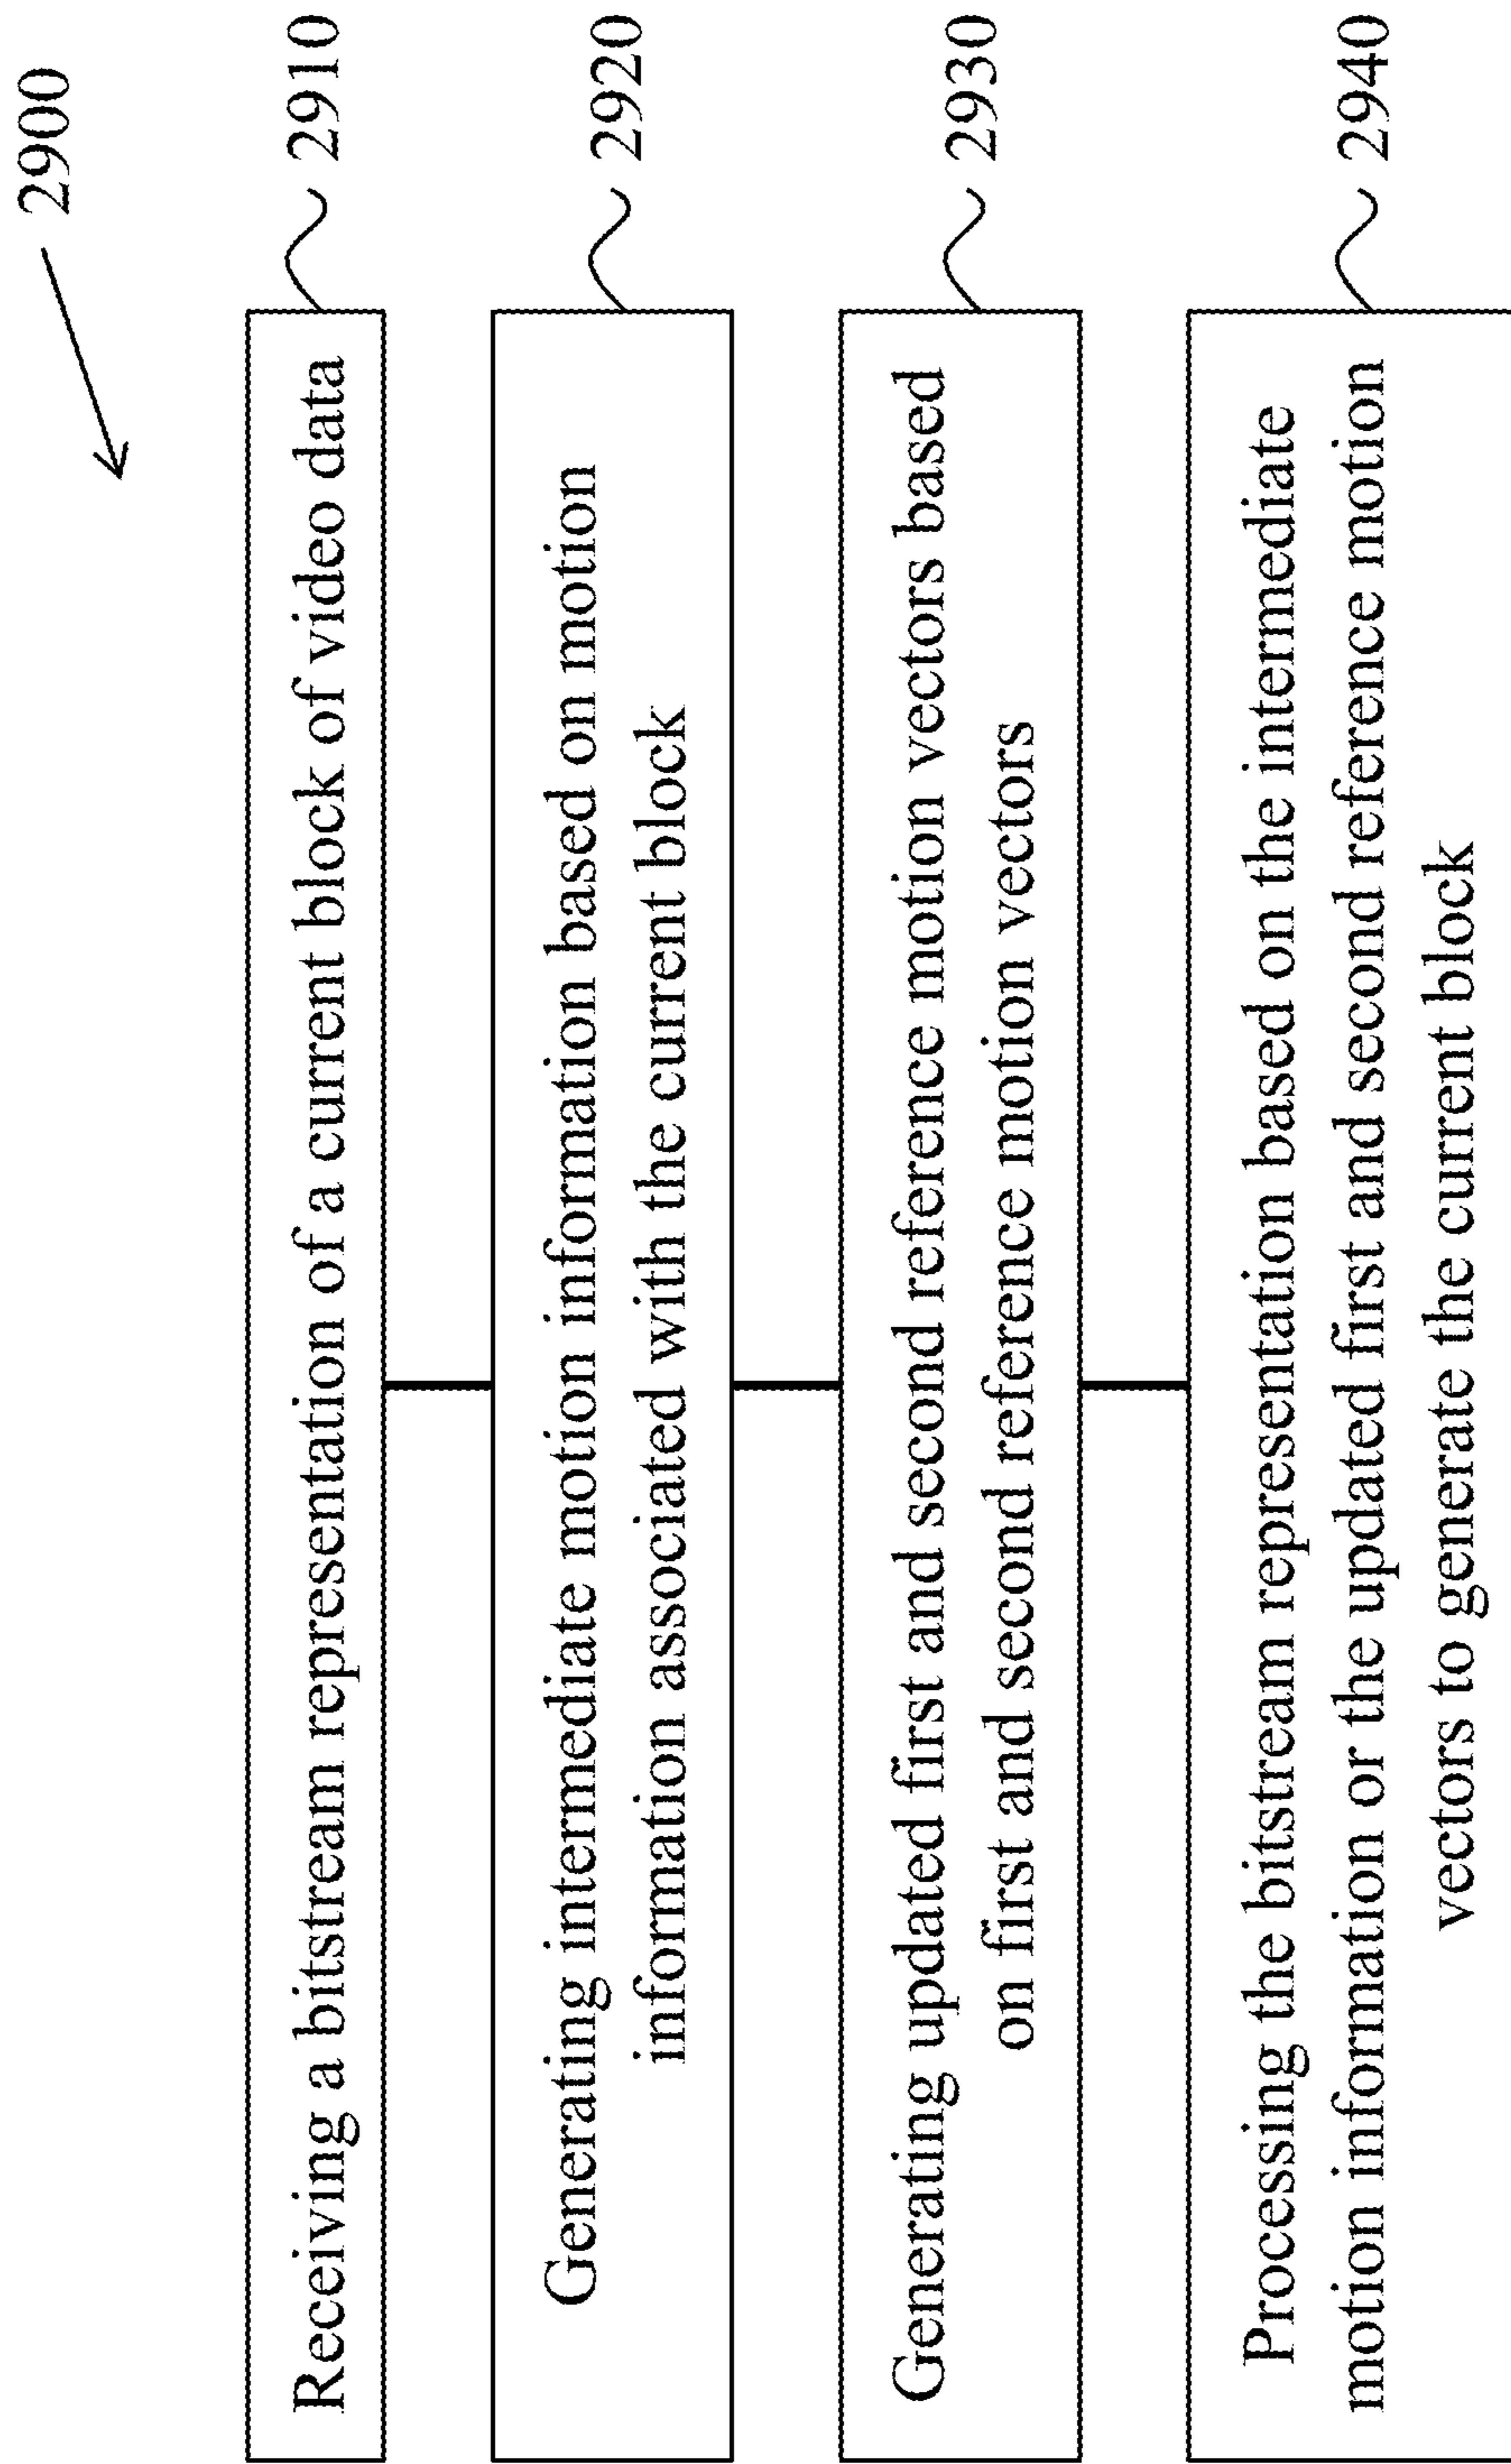 2900
Receiving a bitstream representation of a current block of video data
2910
Generating intermediate motion information based on motion
information associated with the current block
2920
Generating updated first and second reference motion vectors based
on first and second reference motion vectors
2930
Processing the bitstream representation based on the intermediate
motion information or the updated first and second reference motion
vectors to generate the current block
2940